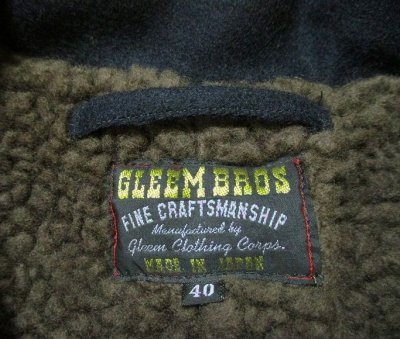 GLEEM BROS
FINE CRAFTSMANSHIP
Manufactured by
Gleem Clothing Corps.
MADE IN JAPAN
40